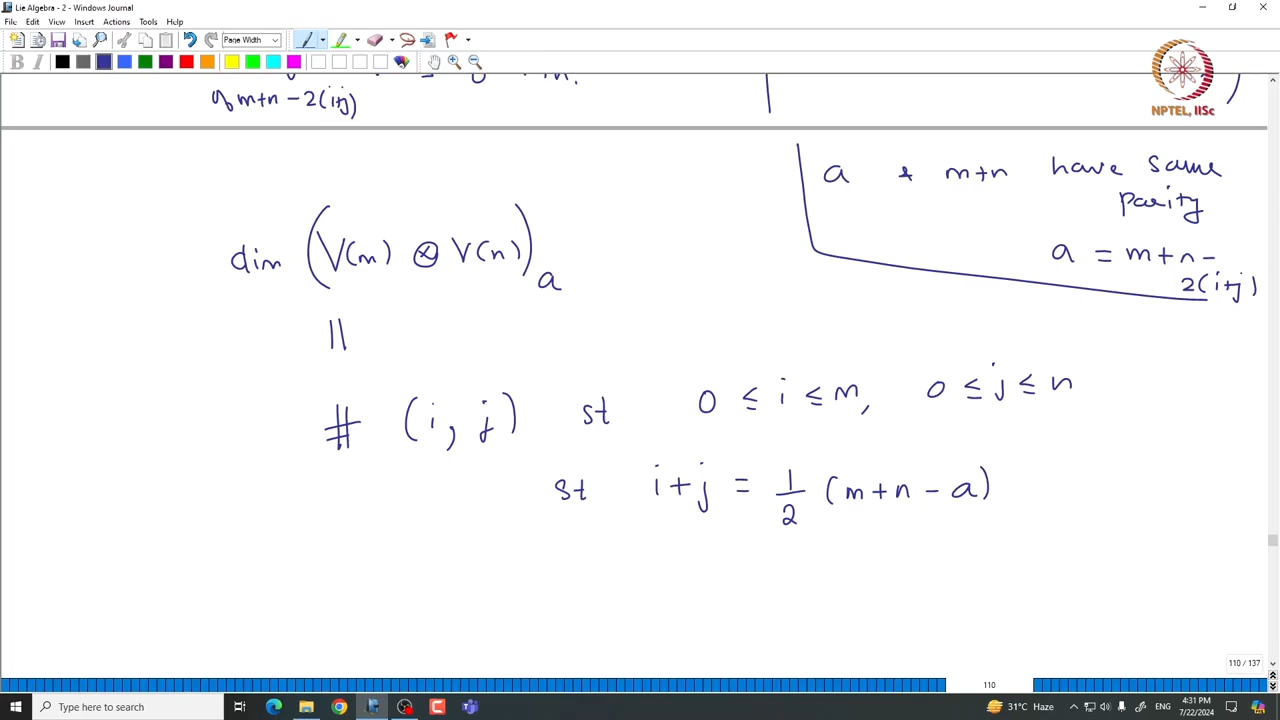 Lie Algebra - 2 - Windows Journal
File Edit View Insert Actions Tools Help
Page Width
B I
m+n-2(i+j)
NPTEL, IISc
a & m+n have same
parity
a = m+n-
2(i+j)
dim (V(m) ⊗ V(n))_a
||
# (i, j) st 0 ≤ i ≤ m, 0 ≤ j ≤ n
st i+j = 1/2 (m+n-a)
110 / 137
110
Type here to search
31°C Haze
ENG
4:31 PM
7/22/2024